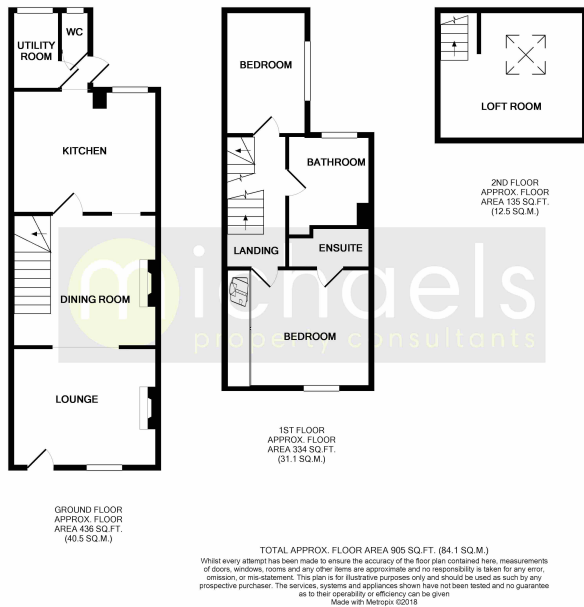 UTILITY
ROOM
WC
KITCHEN
DINING ROOM
LOUNGE
GROUND FLOOR
APPROX. FLOOR
AREA 436 SQ.FT.
(40.5 SQ.M.)
BEDROOM
BATHROOM
LANDING
ENSUITE
BEDROOM
1ST FLOOR
APPROX. FLOOR
AREA 334 SQ.FT.
(31.1 SQ.M.)
LOFT ROOM
2ND FLOOR
APPROX. FLOOR
AREA 135 SQ.FT.
(12.5 SQ.M.)
michaels
property consultants
TOTAL APPROX. FLOOR AREA 905 SQ.FT. (84.1 SQ.M.)
Whilst every attempt has been made to ensure the accuracy of the floor plan contained here, measurements
of doors, windows, rooms and any other items are approximate and no responsibility is taken for any error,
omission, or mis-statement. This plan is for illustrative purposes only and should be used as such by any
prospective purchaser. The services, systems and appliances shown have not been tested and no guarantee
as to their operability or efficiency can be given
Made with Metropix ©2018